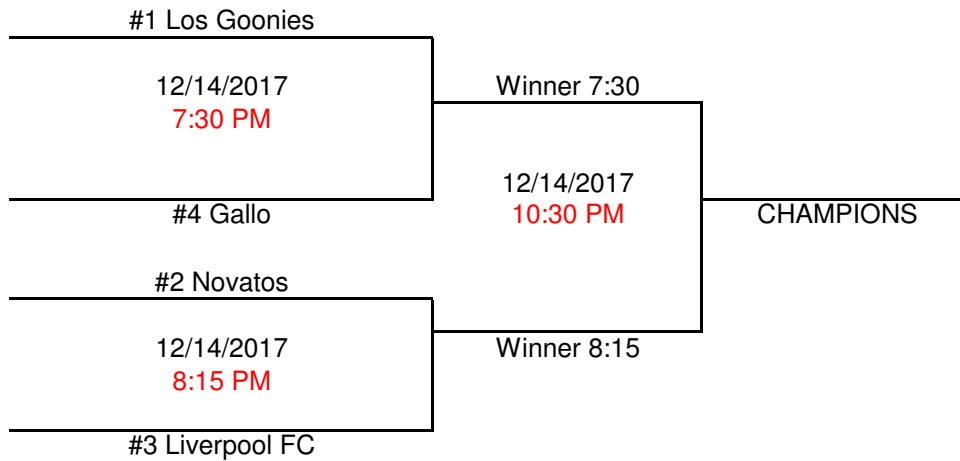 #1 Los Goonies
12/14/2017
7:30 PM
Winner 7:30
#4 Gallo
12/14/2017
10:30 PM
CHAMPIONS
#2 Novatos
12/14/2017
8:15 PM
Winner 8:15
#3 Liverpool FC